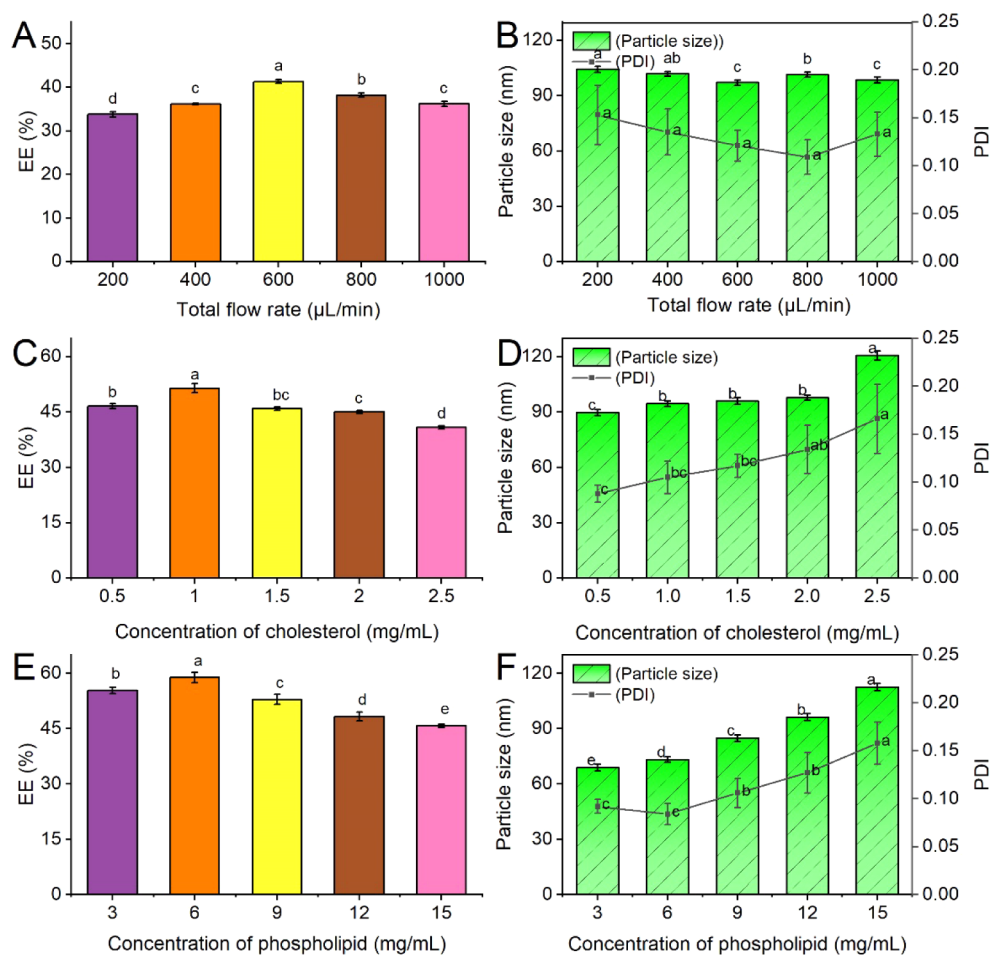 A
50
40
30
20
10
0
EE (%)
d
c
a
b
c
200 400 600 800 1000
Total flow rate (μL/min)
B
120
90
60
30
0
Particle size (nm)
(Particle size))
(PDI)
a ab c b c
a a a a a
0.25
0.20
0.15
0.10
0.05
0.00
PDI
200 400 600 800 1000
Total flow rate (μL/min)
C
60
45
30
15
0
EE (%)
b a bc c d
0.5 1 1.5 2 2.5
Concentration of cholesterol (mg/mL)
D
120
90
60
30
0
Particle size (nm)
(Particle size)
(PDI)
c b b b a
c bc bc ab a
0.25
0.20
0.15
0.10
0.05
0.00
PDI
0.5 1.0 1.5 2.0 2.5
Concentration of cholesterol (mg/mL)
E
60
45
30
15
0
EE (%)
b a c d e
3 6 9 12 15
Concentration of phospholipid (mg/mL)
F
120
90
60
30
0
Particle size (nm)
(Particle size)
(PDI)
e d c b a
c c b b a
0.25
0.20
0.15
0.10
0.05
0.00
PDI
3 6 9 12 15
Concentration of phospholipid (mg/mL)